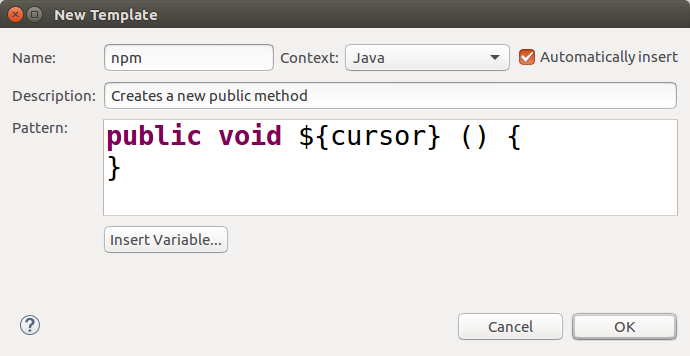 New Template
Name: npm Context: Java Automatically insert
Description: Creates a new public method
Pattern: public void ${cursor} () {
}
Insert Variable...
? Cancel OK